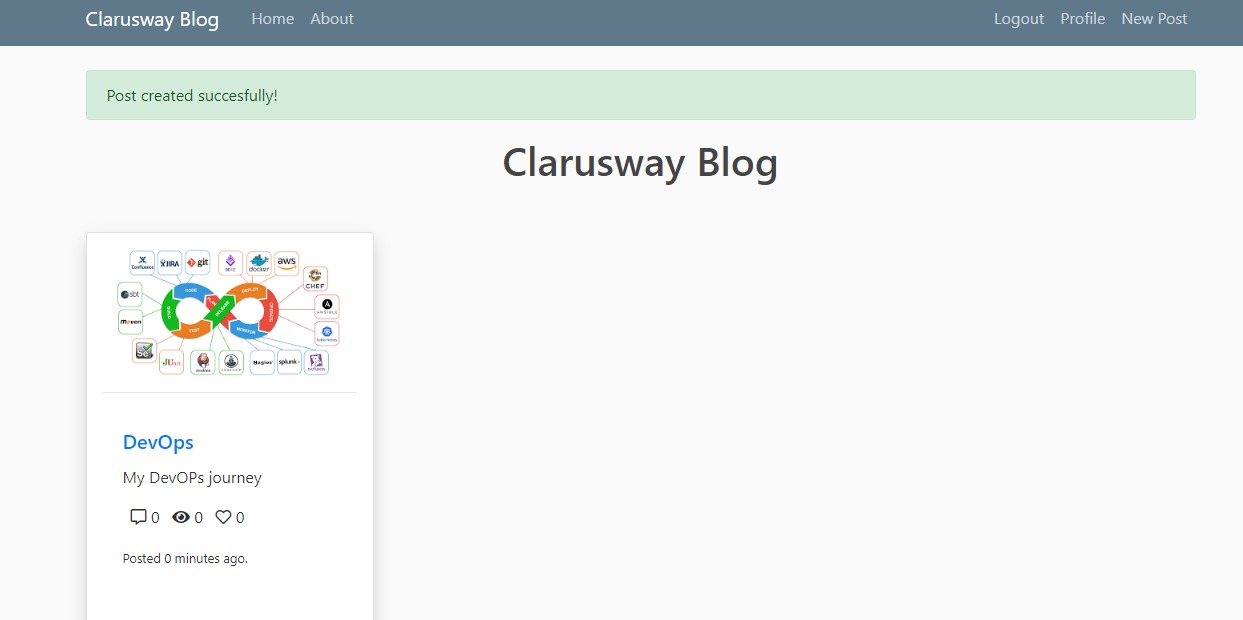 Clarusway Blog Home About Logout Profile New Post
Post created succesfully!
Clarusway Blog
Confluence JIRA git docker aws
CHEF
sbt
CODE DEPLOY
ANSIBLE
maven
BUILD RELEASE OPERATE
TEST MONITOR
kubernetes
Se
JUnit Jenkins Nagios splunk> DATADOG
DevOps
My DevOPs journey
0 0 0
Posted 0 minutes ago.